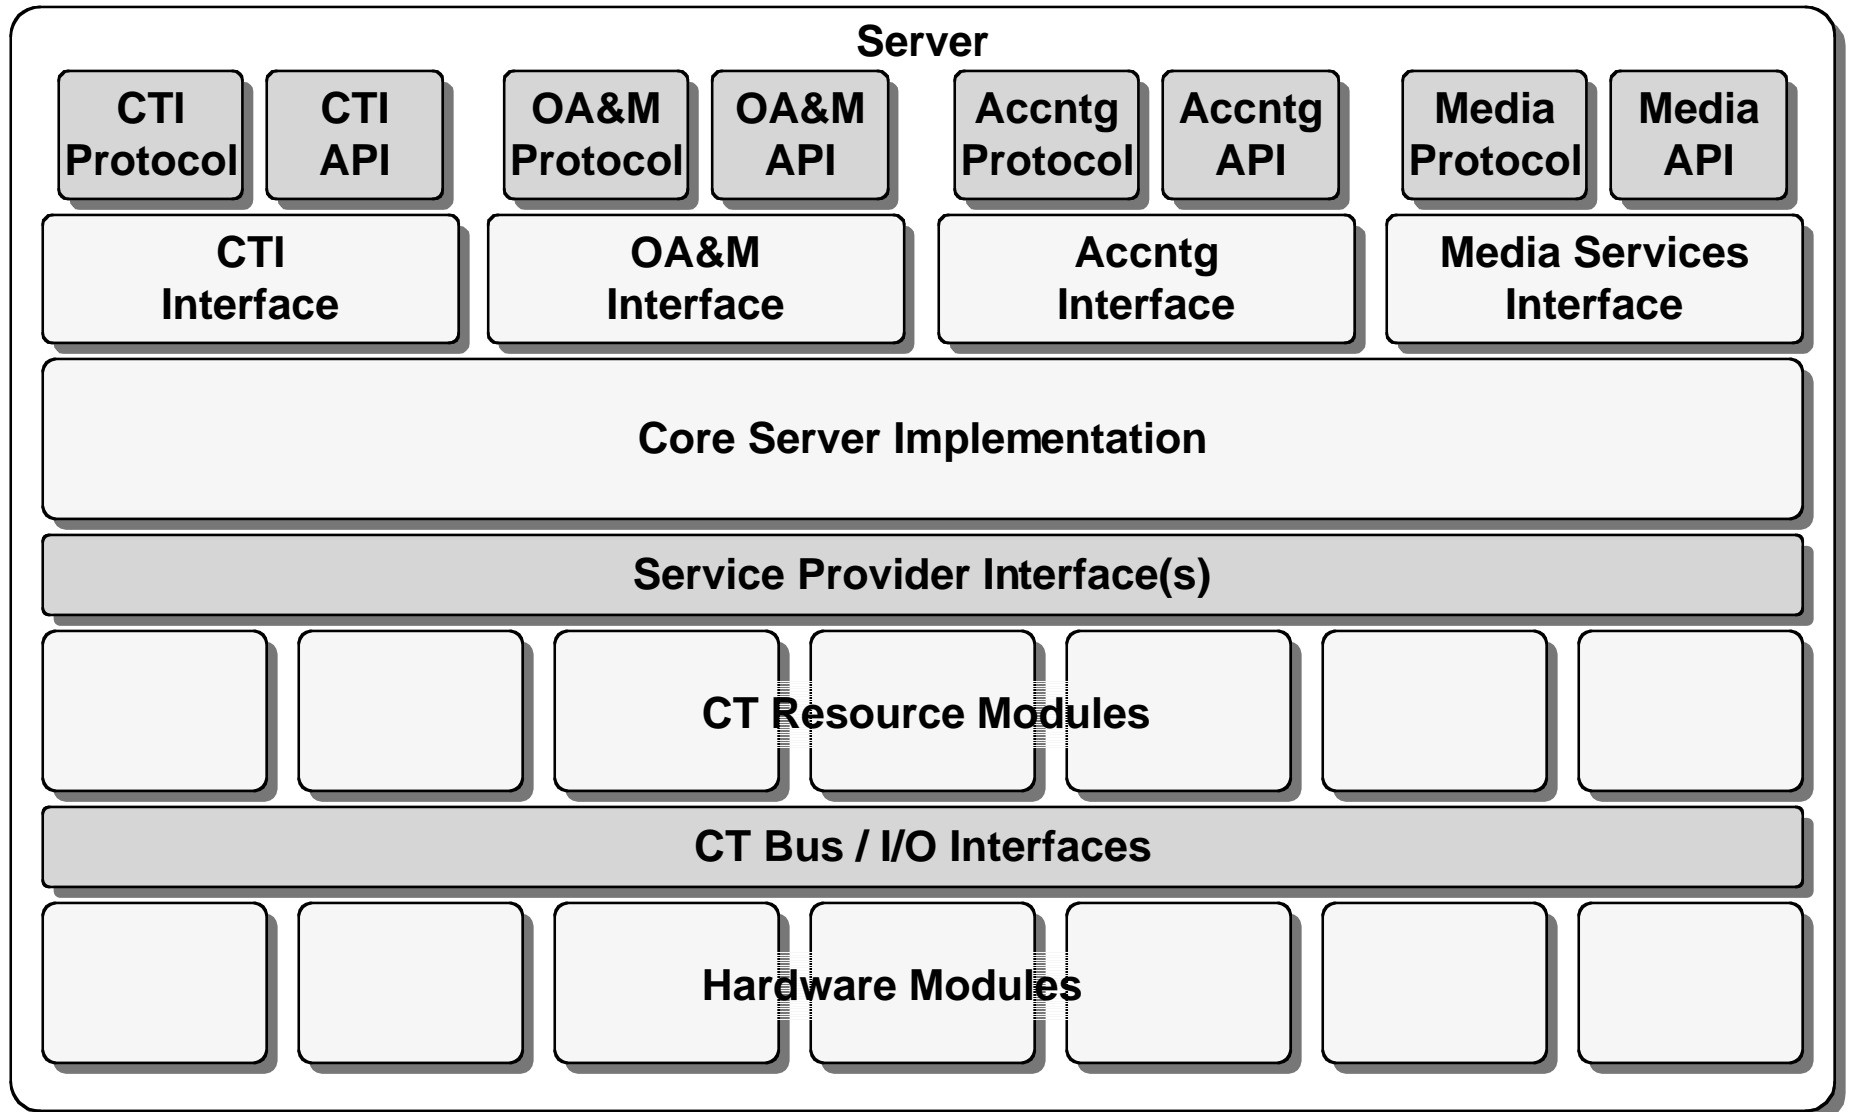 Server
CTI
Protocol
CTI
API
OA&M
Protocol
OA&M
API
Accntg
Protocol
Accntg
API
Media
Protocol
Media
API
CTI
Interface
OA&M
Interface
Accntg
Interface
Media Services
Interface
Core Server Implementation
Service Provider Interface(s)
CT Resource Modules
CT Bus / I/O Interfaces
Hardware Modules